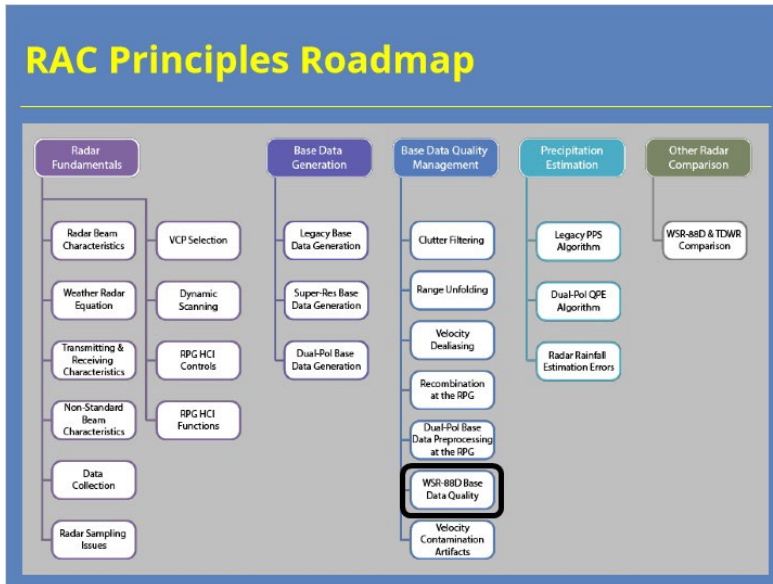 RAC Principles Roadmap
Radar
Fundamentals
Radar Beam
Characteristics
Weather Radar
Equation
Transmitting &
Receiving
Characteristics
Non-Standard
Beam
Characteristics
Data
Collection
Radar Sampling
Issues
VCP Selection
Dynamic
Scanning
RPG HCI
Controls
RPG HCI
Functions
Base Data
Generation
Legacy Base
Data Generation
Super-Res Base
Data Generation
Dual-Pol Base
Data Generation
Base Data Quality
Management
Clutter Filtering
Range Unfolding
Velocity
Dealiasing
Recombination
at the RPG
Dual-Pol Base
Data Preprocessing
at the RPG
WSR-88D Base
Data Quality
Velocity
Contamination
Artifacts
Precipitation
Estimation
Legacy PPS
Algorithm
Dual-Pol QPE
Algorithm
Radar Rainfall
Estimation Errors
Other Radar
Comparison
WSR-88D & TDWR
Comparison